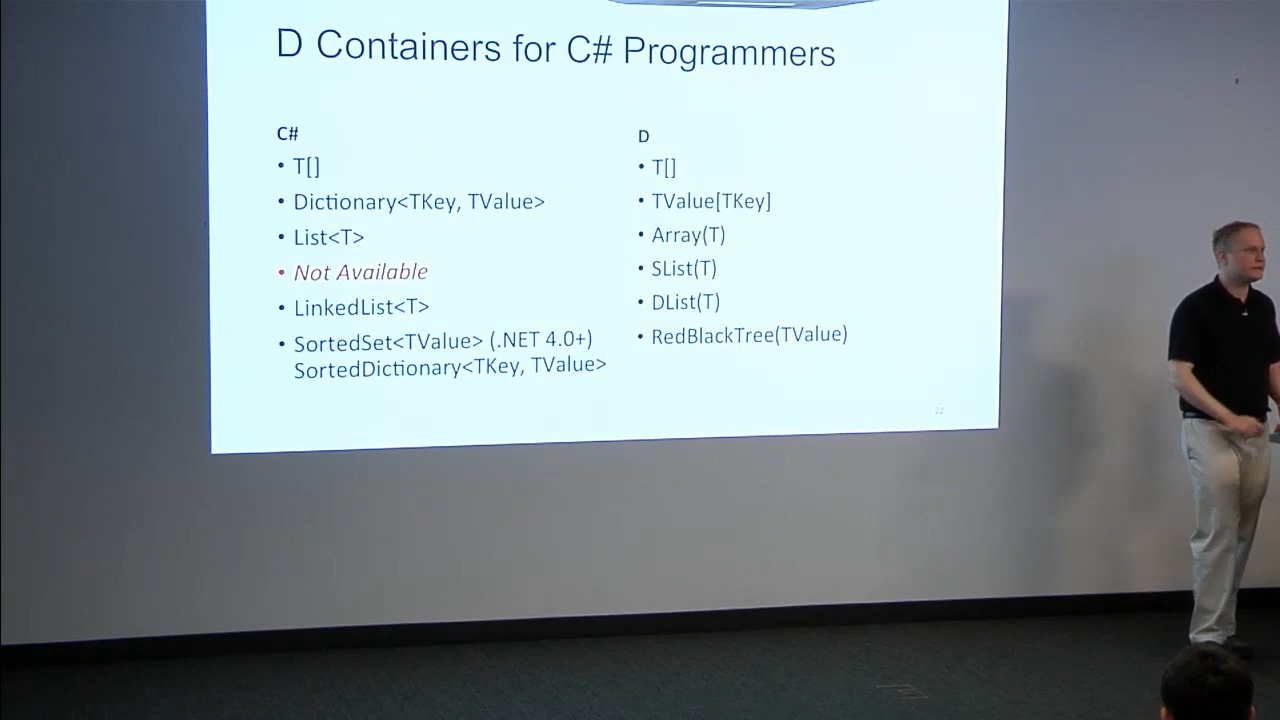 D Containers for C# Programmers
C#
• T[]
• Dictionary<TKey, TValue>
• List<T>
• Not Available
• LinkedList<T>
• SortedSet<TValue> (.NET 4.0+)
SortedDictionary<TKey, TValue>
D
• T[]
• TValue[TKey]
• Array(T)
• SList(T)
• DList(T)
• RedBlackTree(TValue)
22